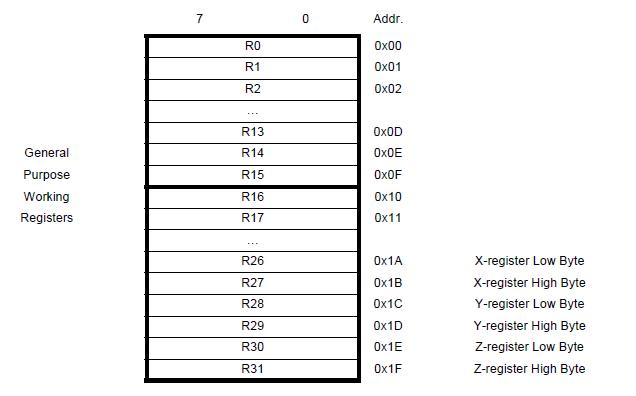 7 0 Addr.
R0 0x00
R1 0x01
R2 0x02
...
R13 0x0D
General R14 0x0E
Purpose R15 0x0F
Working R16 0x10
Registers R17 0x11
...
R26 0x1A X-register Low Byte
R27 0x1B X-register High Byte
R28 0x1C Y-register Low Byte
R29 0x1D Y-register High Byte
R30 0x1E Z-register Low Byte
R31 0x1F Z-register High Byte